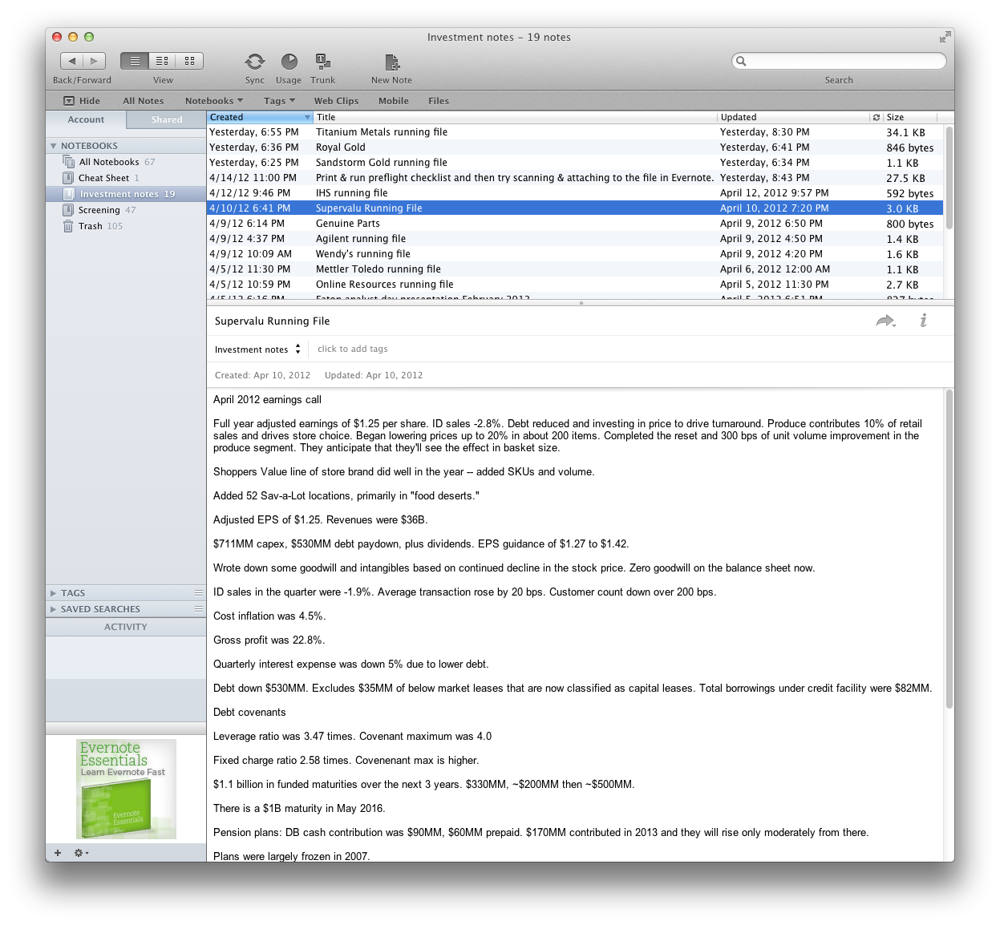 Investment notes – 19 notes
Back/Forward View Sync Usage Trunk New Note Search
Hide All Notes Notebooks Tags Web Clips Mobile Files
Account Shared
NOTEBOOKS
All Notebooks 67
Cheat Sheet 1
Investment notes 19
Screening 47
Trash 105
TAGS
SAVED SEARCHES
ACTIVITY
Evernote
Essentials
Learn Evernote Fast
Evernote
Essentials
Created Title Updated Size
Yesterday, 6:55 PM Titanium Metals running file Yesterday, 8:30 PM 34.1 KB
Yesterday, 6:36 PM Royal Gold Yesterday, 6:41 PM 846 bytes
Yesterday, 6:25 PM Sandstorm Gold running file Yesterday, 6:34 PM 1.1 KB
4/14/12 11:00 PM Print & run preflight checklist and then try scanning & attaching to the file in Evernote. Yesterday, 8:43 PM 27.5 KB
4/12/12 9:46 PM IHS running file April 12, 2012 9:57 PM 592 bytes
4/10/12 6:41 PM Supervalu Running File April 10, 2012 7:20 PM 3.0 KB
4/9/12 6:14 PM Genuine Parts April 9, 2012 6:50 PM 800 bytes
4/9/12 4:37 PM Agilent running file April 9, 2012 4:50 PM 1.4 KB
4/9/12 10:09 AM Wendy's running file April 9, 2012 4:20 PM 1.6 KB
4/5/12 11:30 PM Mettler Toledo running file April 6, 2012 12:00 AM 1.1 KB
4/5/12 10:59 PM Online Resources running file April 5, 2012 11:30 PM 2.7 KB
4/5/12 6:16 PM Eaton analyst day presentation February 2012 April 5, 2012 6:51 PM 827 bytes
Supervalu Running File
Investment notes click to add tags
Created: Apr 10, 2012 Updated: Apr 10, 2012
April 2012 earnings call
Full year adjusted earnings of $1.25 per share. ID sales -2.8%. Debt reduced and investing in price to drive turnaround. Produce contributes 10% of retail
sales and drives store choice. Began lowering prices up to 20% in about 200 items. Completed the reset and 300 bps of unit volume improvement in the
produce segment. They anticipate that they'll see the effect in basket size.
Shoppers Value line of store brand did well in the year -- added SKUs and volume.
Added 52 Sav-a-Lot locations, primarily in "food deserts."
Adjusted EPS of $1.25. Revenues were $36B.
$711MM capex, $530MM debt paydown, plus dividends. EPS guidance of $1.27 to $1.42.
Wrote down some goodwill and intangibles based on continued decline in the stock price. Zero goodwill on the balance sheet now.
ID sales in the quarter were -1.9%. Average transaction rose by 20 bps. Customer count down over 200 bps.
Cost inflation was 4.5%.
Gross profit was 22.8%.
Quarterly interest expense was down 5% due to lower debt.
Debt down $530MM. Excludes $35MM of below market leases that are now classified as capital leases. Total borrowings under credit facility were $82MM.
Debt covenants
Leverage ratio was 3.47 times. Covenant maximum was 4.0
Fixed charge ratio 2.58 times. Covenenant max is higher.
$1.1 billion in funded maturities over the next 3 years. $330MM, ~$200MM then ~$500MM.
There is a $1B maturity in May 2016.
Pension plans: DB cash contribution was $90MM, $60MM prepaid. $170MM contributed in 2013 and they will rise only moderately from there.
Plans were largely frozen in 2007.